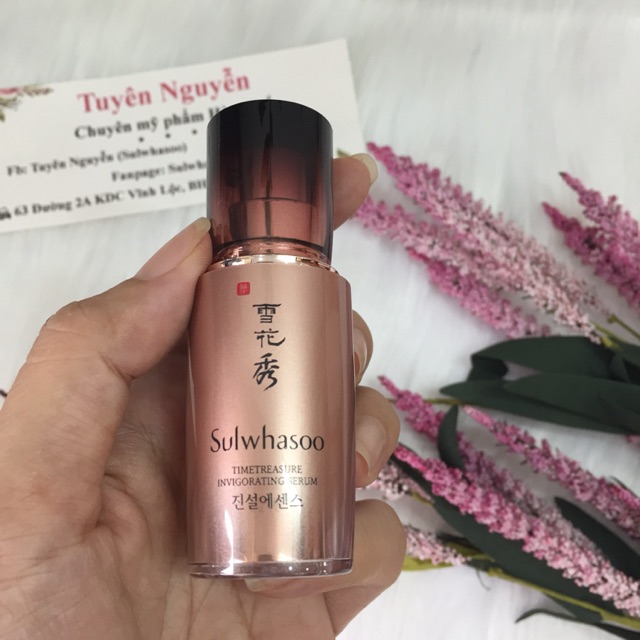 Tuyên Nguyễn
Chuyên mỹ phẩm
Fb: Tuyên Nguyễn (Sulwhasoo)
Fanpage:
63 Đường 2A KDC Vĩnh Lộc,
雪花秀
Sulwhasoo
TIMETREASURE
INVIGORATING SERUM
진설에센스